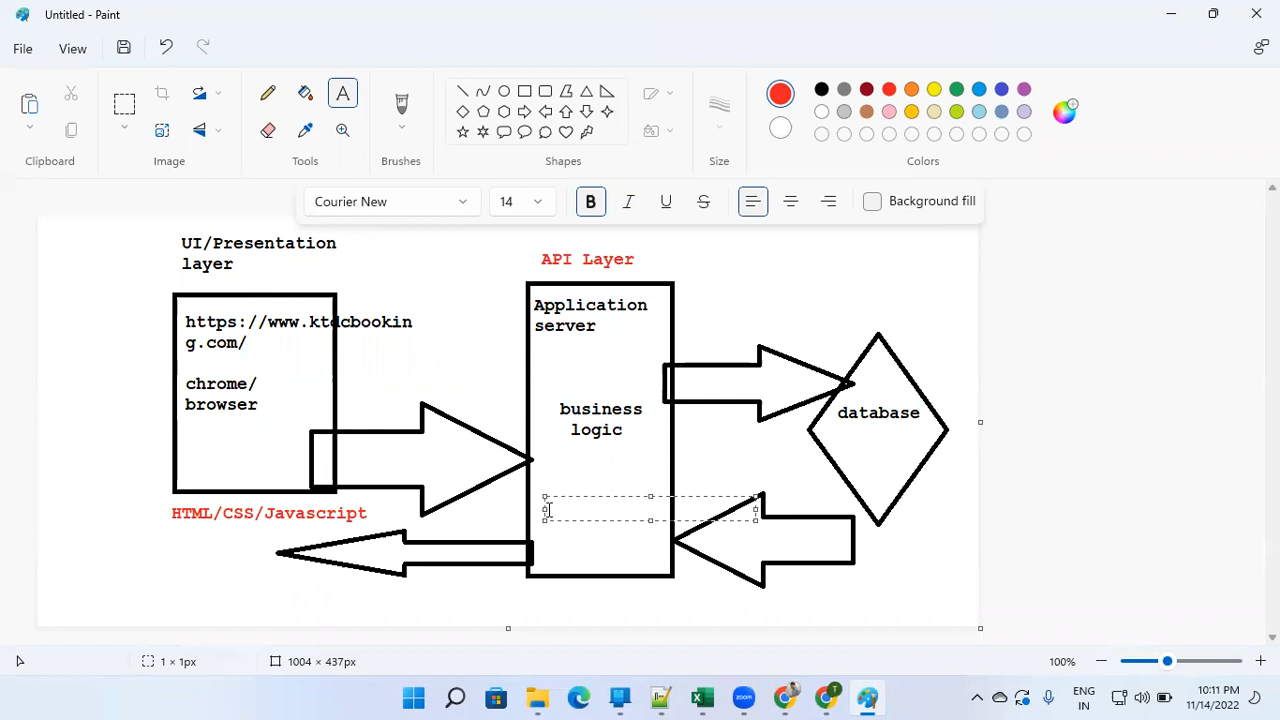 Untitled - Paint
File
View
Clipboard
Image
Tools
Brushes
Shapes
Size
Colors
Courier New
14
B
I
U
S
Background fill
UI/Presentation
layer
https://www.ktdcbookin
g.com/
chrome/
browser
HTML/CSS/Javascript
API Layer
Application
server
business
logic
database
1 × 1px
1004 × 437px
100%
zoom
T
ENG
IN
10:11 PM
11/14/2022